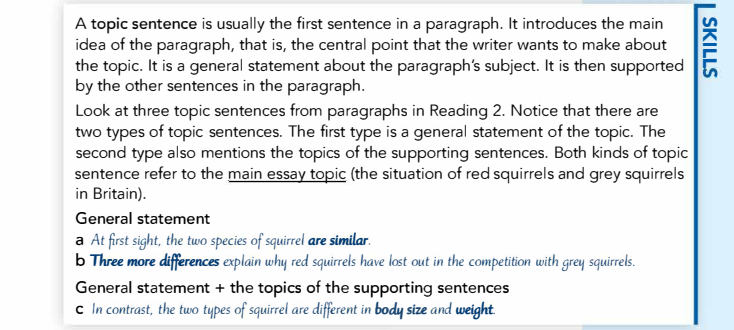 A topic sentence is usually the first sentence in a paragraph. It introduces the main
idea of the paragraph, that is, the central point that the writer wants to make about
the topic. It is a general statement about the paragraph's subject. It is then supported
by the other sentences in the paragraph.
Look at three topic sentences from paragraphs in Reading 2. Notice that there are
two types of topic sentences. The first type is a general statement of the topic. The
second type also mentions the topics of the supporting sentences. Both kinds of topic
sentence refer to the main essay topic (the situation of red squirrels and grey squirrels
in Britain).
General statement
a At first sight, the two species of squirrel are similar.
b Three more differences explain why red squirrels have lost out in the competition with grey squirrels.
General statement + the topics of the supporting sentences
c In contrast, the two types of squirrel are different in body size and weight.
SKILLS